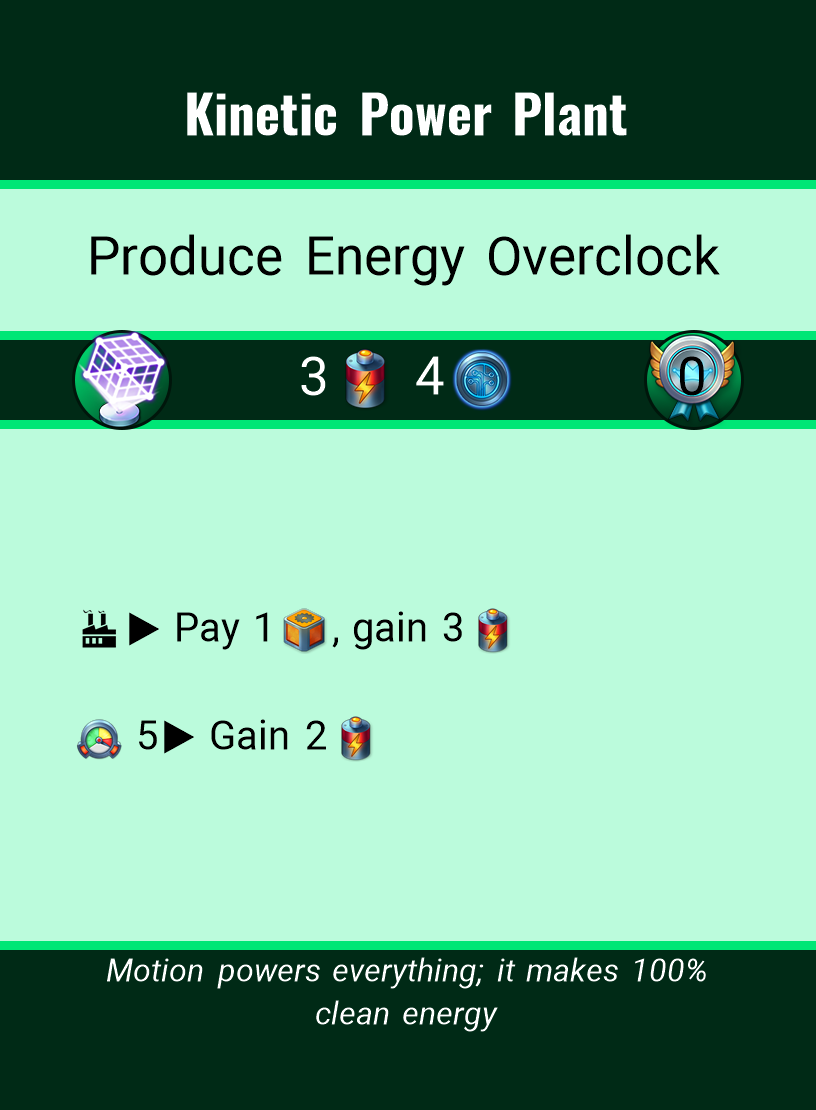 Kinetic Power Plant
Produce Energy Overclock
3 4 0
▶ Pay 1 , gain 3
5▶ Gain 2
Motion powers everything; it makes 100%
clean energy